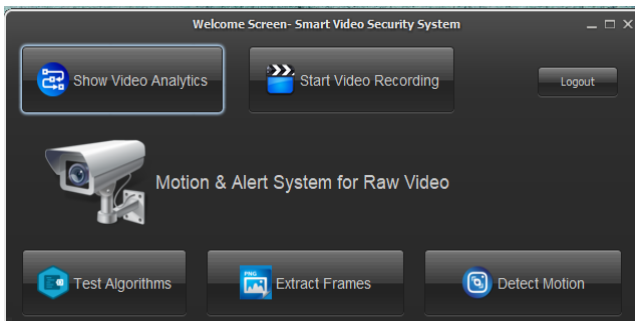 Welcome Screen- Smart Video Security System
Show Video Analytics
Start Video Recording
Logout
Motion & Alert System for Raw Video
Test Algorithms
PNG
Extract Frames
Detect Motion